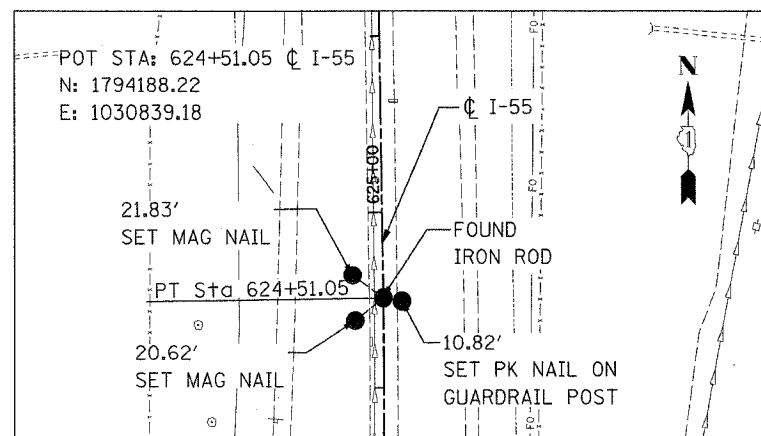 POT STA: 624+51.05 ℄ I-55
N: 1794188.22
E: 1030839.18
FO
N
℄ I-55
625+00
21.83'
SET MAG NAIL
FOUND
IRON ROD
FO
PT Sta 624+51.05
20.62'
SET MAG NAIL
10.82'
SET PK NAIL ON
GUARDRAIL POST
FO